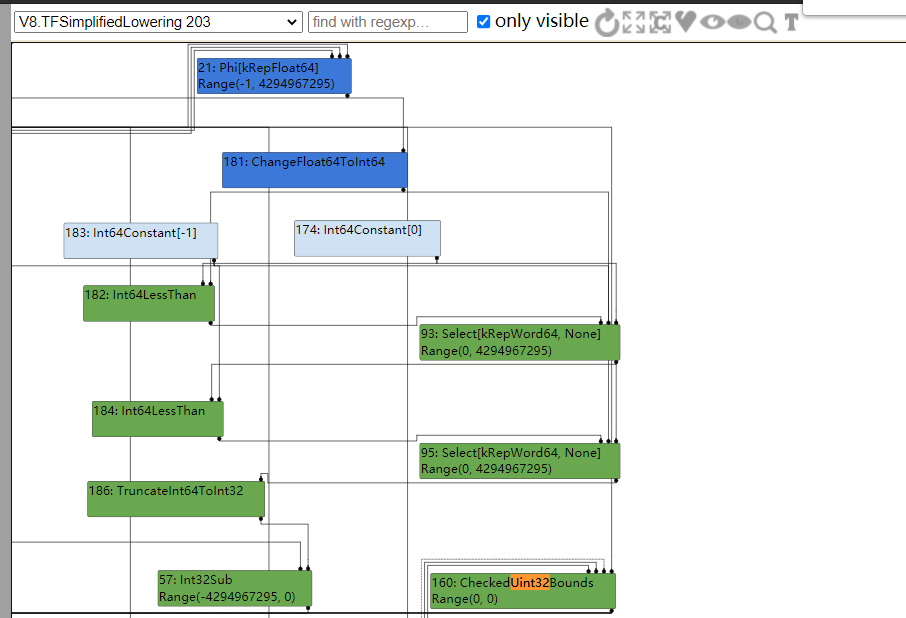 V8.TFSimplifiedLowering 203
find with regexp...
only visible
T
21: Phi[kRepFloat64]
Range(-1, 4294967295)
181: ChangeFloat64ToInt64
183: Int64Constant[-1]
174: Int64Constant[0]
182: Int64LessThan
93: Select[kRepWord64, None]
Range(0, 4294967295)
184: Int64LessThan
95: Select[kRepWord64, None]
Range(0, 4294967295)
186: TruncateInt64ToInt32
57: Int32Sub
Range(-4294967295, 0)
160: CheckedUint32Bounds
Range(0, 0)